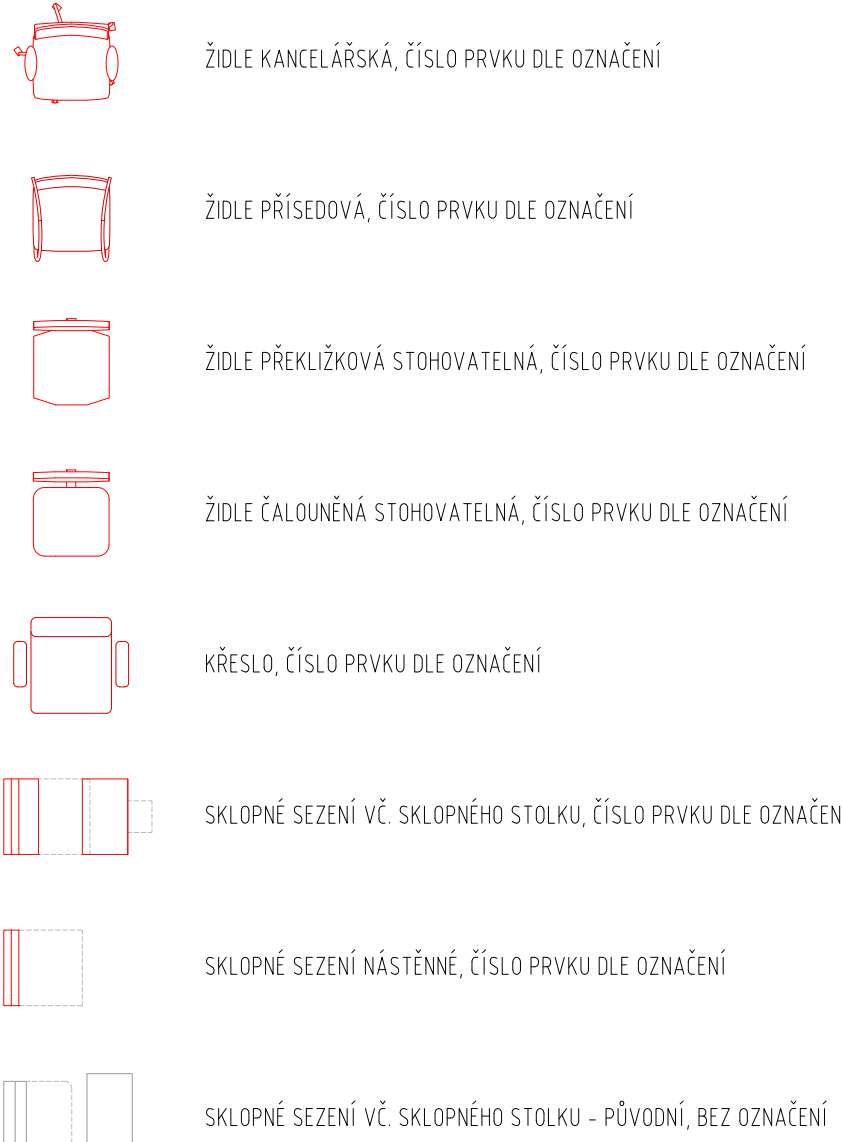 ŽIDLE KANCELÁŘSKÁ, ČÍSLO PRVKU DLE OZNAČENÍ
ŽIDLE PŘÍSEDOVÁ, ČÍSLO PRVKU DLE OZNAČENÍ
ŽIDLE PŘEKLIŽKOVÁ STOHOVATELNÁ, ČÍSLO PRVKU DLE OZNAČENÍ
ŽIDLE ČALOUNĚNÁ STOHOVATELNÁ, ČÍSLO PRVKU DLE OZNAČENÍ
KŘESLO, ČÍSLO PRVKU DLE OZNAČENÍ
SKLOPNÉ SEZENÍ VČ. SKLOPNÉHO STOLKU, ČÍSLO PRVKU DLE OZNAČEN
SKLOPNÉ SEZENÍ NÁSTĚNNÉ, ČÍSLO PRVKU DLE OZNAČENÍ
SKLOPNÉ SEZENÍ VČ. SKLOPNÉHO STOLKU - PŮVODNÍ, BEZ OZNAČENÍ